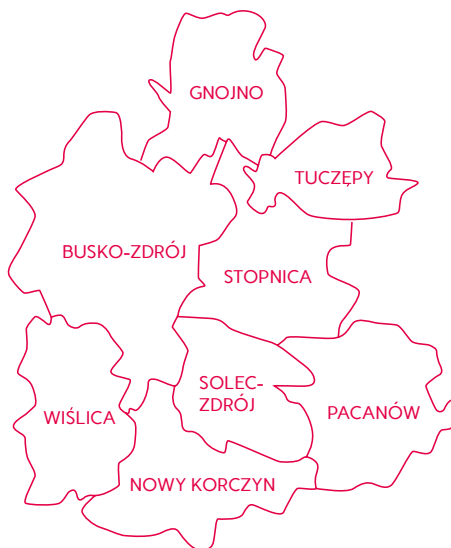 GNOJNO
TUCZĘPY
BUSKO-ZDRÓJ
STOPNICA
SOLEC-
ZDRÓJ
WIŚLICA
PACANÓW
NOWY KORCZYN